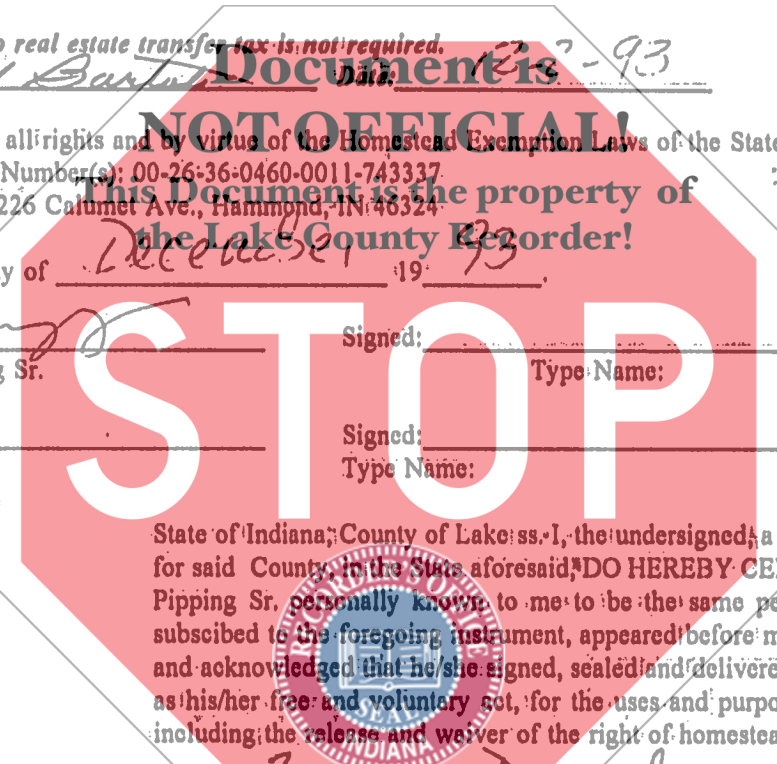 o real estate transfer tax is not required.
Document is
Date: 12-2-93
all rights and by virtue of the Homestead Exemption Laws of the State
NOT OFFICIAL!
Number(s): 00-26-36-0460-0011-743337
This Document is the property of
226 Calumet Ave., Hammond, IN 46324
the Lake County Recorder!
y of December 19 93.
Signed:
g Sr. Type Name:
STOP
Signed:
Type Name:
State of Indiana, County of Lake ss. I, the undersigned, a
for said County, in the State aforesaid, DO HEREBY CE
Pipping Sr. personally known to me to be the same pe
subscibed to the foregoing instrument, appeared before m
and acknowledged that he/she signed, sealed and delivere
as his/her free and voluntary act, for the uses and purpo
including the release and waiver of the right of homestea
SEAL
INDIANA